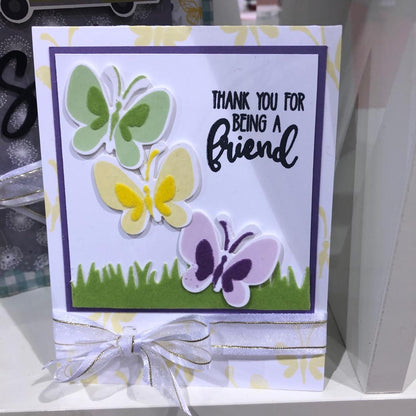 THANK YOU FOR
BEING A
friend